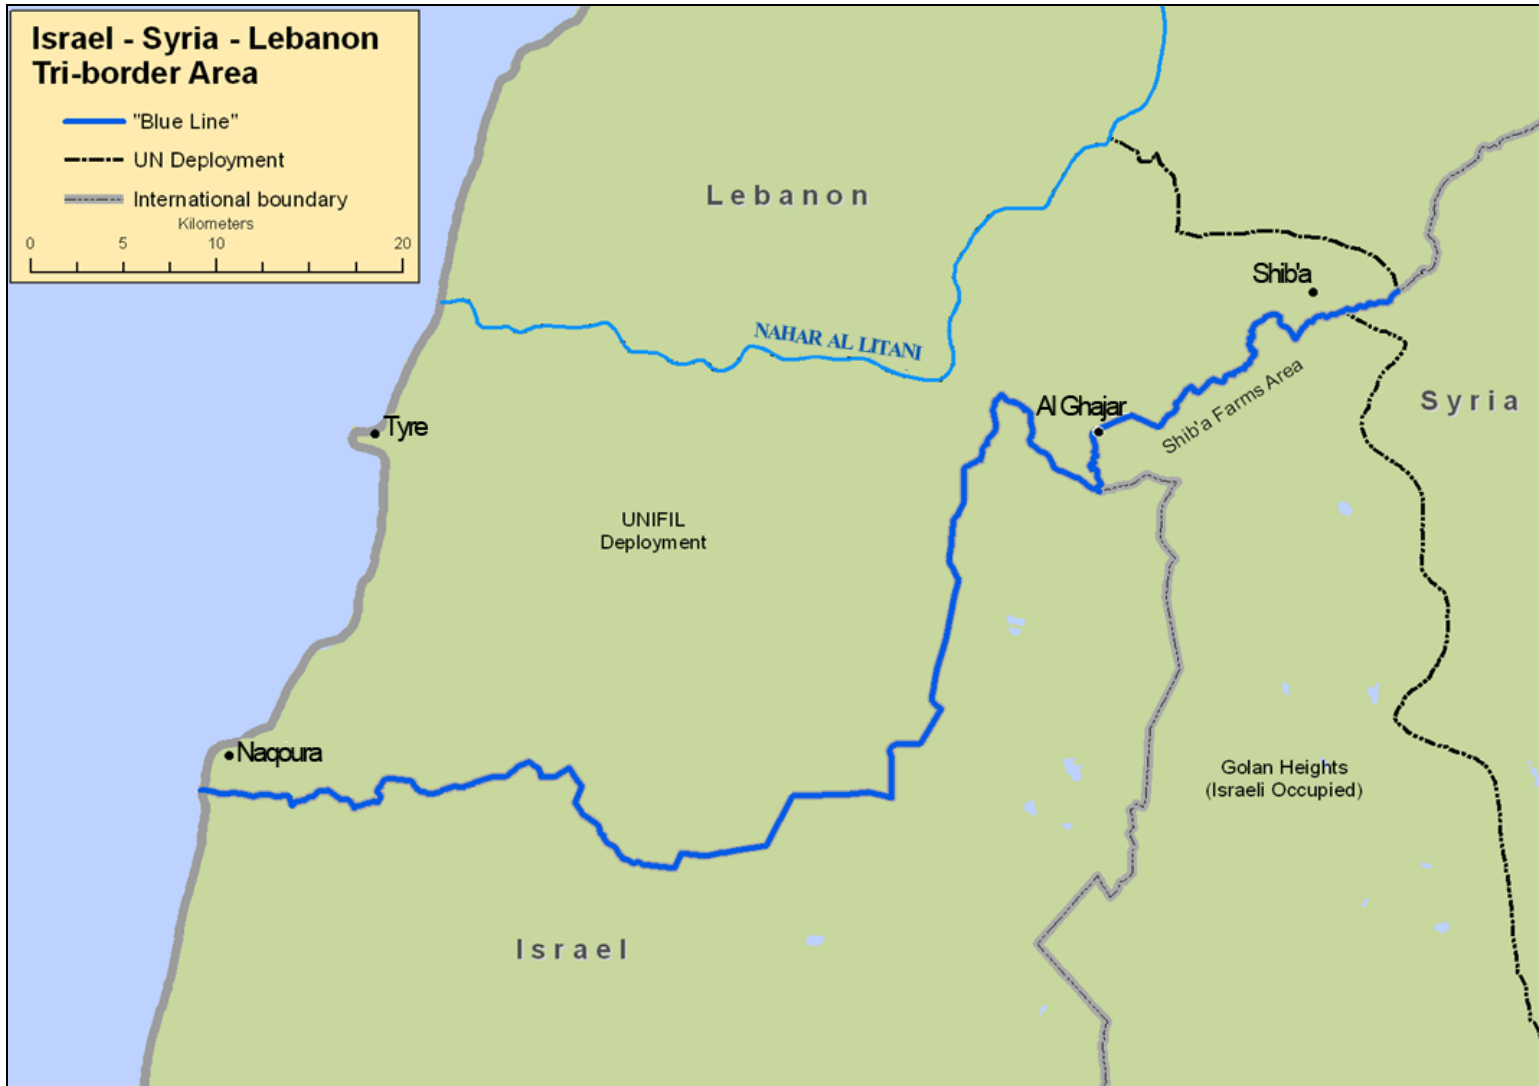 Israel - Syria - Lebanon
Tri-border Area
"Blue Line"
UN Deployment
International boundary
Kilometers
0 5 10 20
Lebanon
Shib'a
NAHAR AL LITANI
Al Ghajar
Shib'a Farms Area
Syria
Tyre
UNIFIL
Deployment
Naqoura
Golan Heights
(Israeli Occupied)
Israel